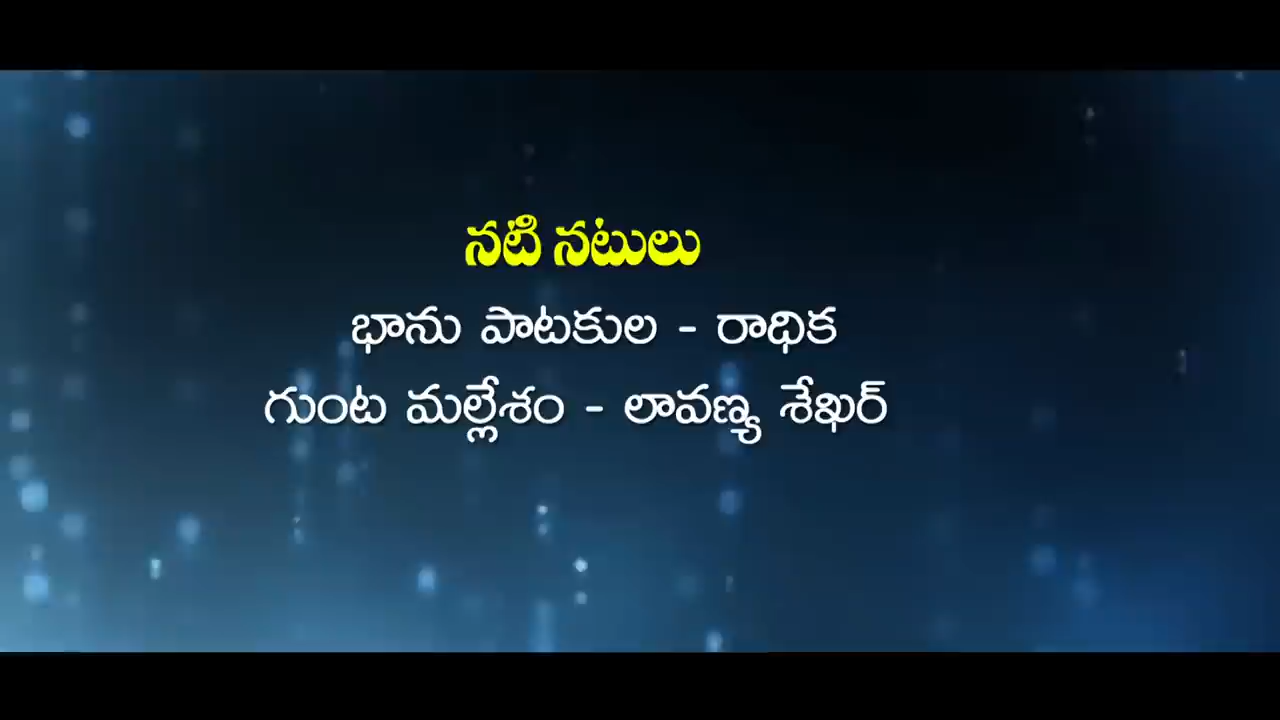 నటి నటులు
భాను పాటకుల - రాధిక
గుంట మల్లేశం - లావణ్య శేఖర్